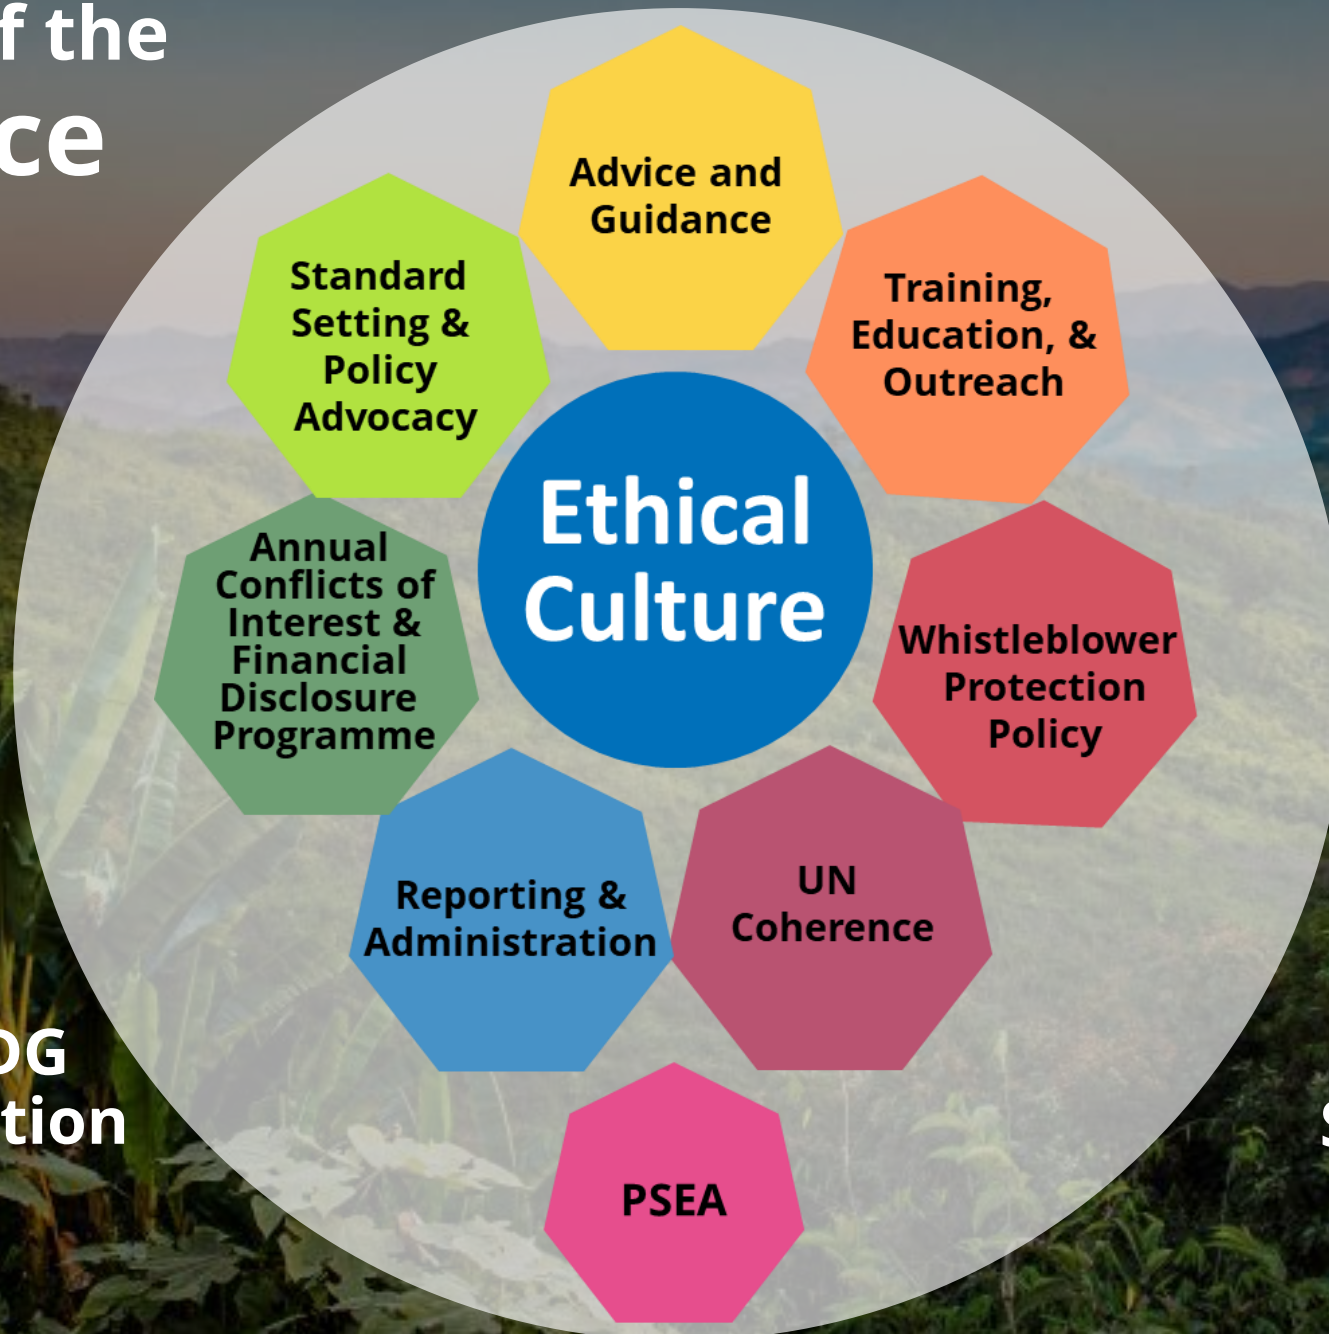 f the
ce
Advice and
Guidance
Standard
Setting &
Policy
Advocacy
Training,
Education, &
Outreach
Ethical
Culture
Annual
Conflicts of
Interest &
Financial
Disclosure
Programme
Whistleblower
Protection
Policy
Reporting &
Administration
UN
Coherence
PSEA
OG
tion